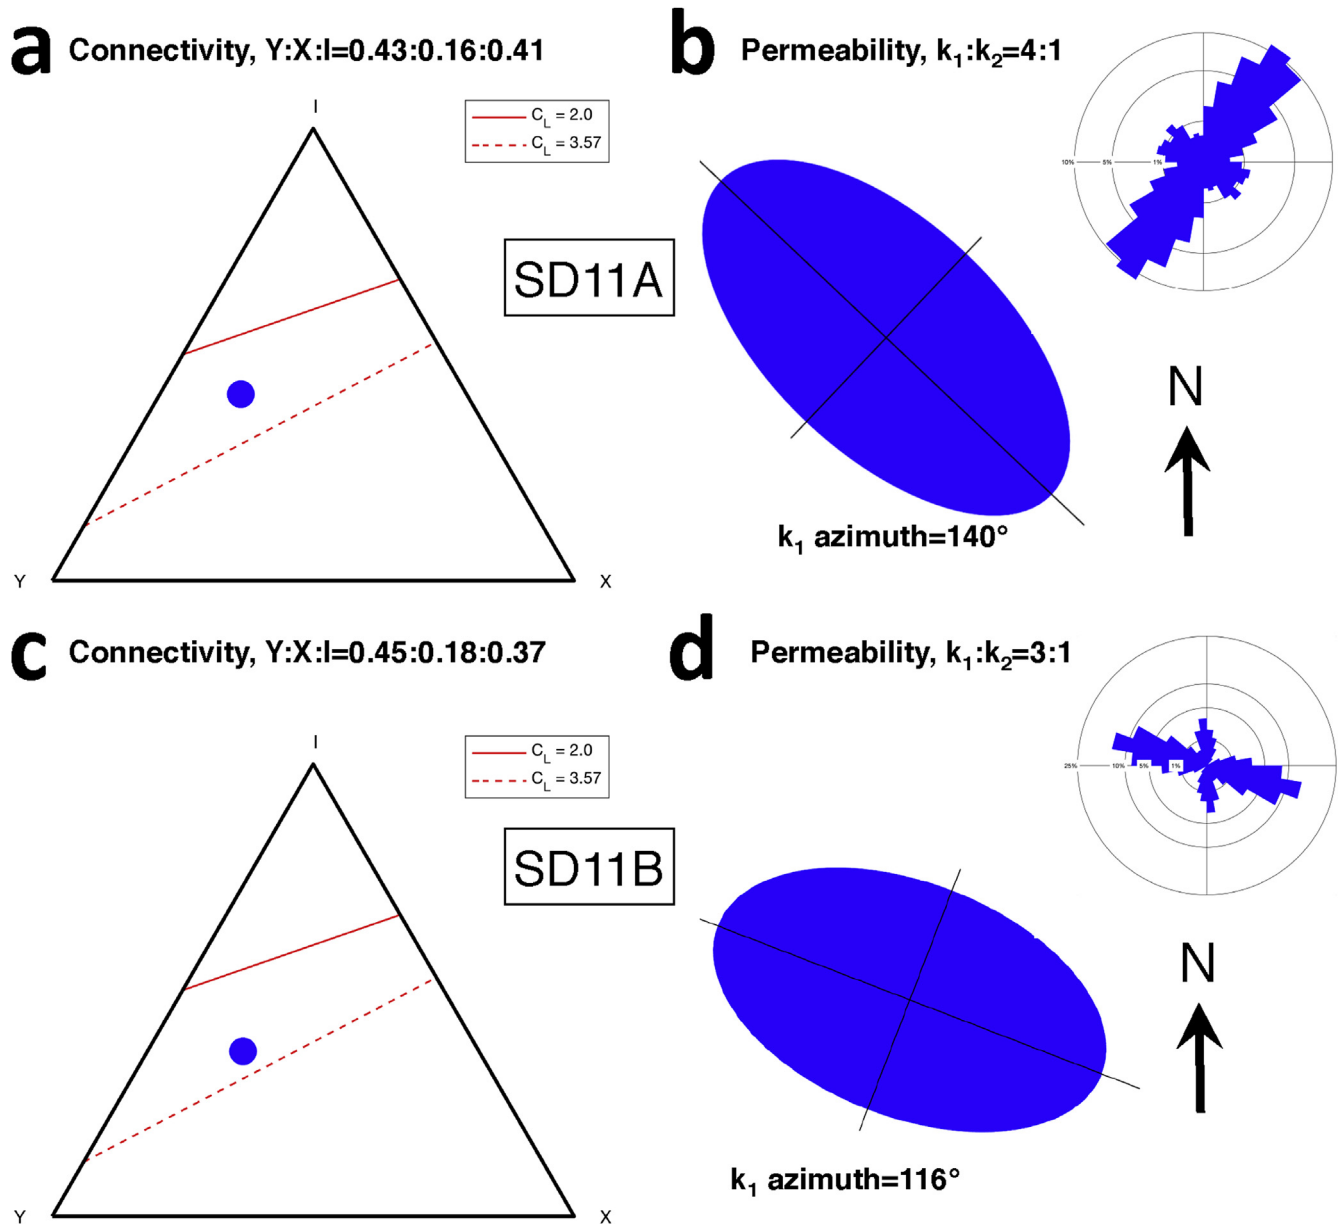 a Connectivity, Y:X:I=0.43:0.16:0.41
I
C_L = 2.0
C_L = 3.57
SD11A
Y
X
b Permeability, k₁:k₂=4:1
10% 5% 1%
N
k₁ azimuth=140°
c Connectivity, Y:X:I=0.45:0.18:0.37
I
C_L = 2.0
C_L = 3.57
SD11B
Y
X
d Permeability, k₁:k₂=3:1
25% 10% 5% 1%
N
k₁ azimuth=116°